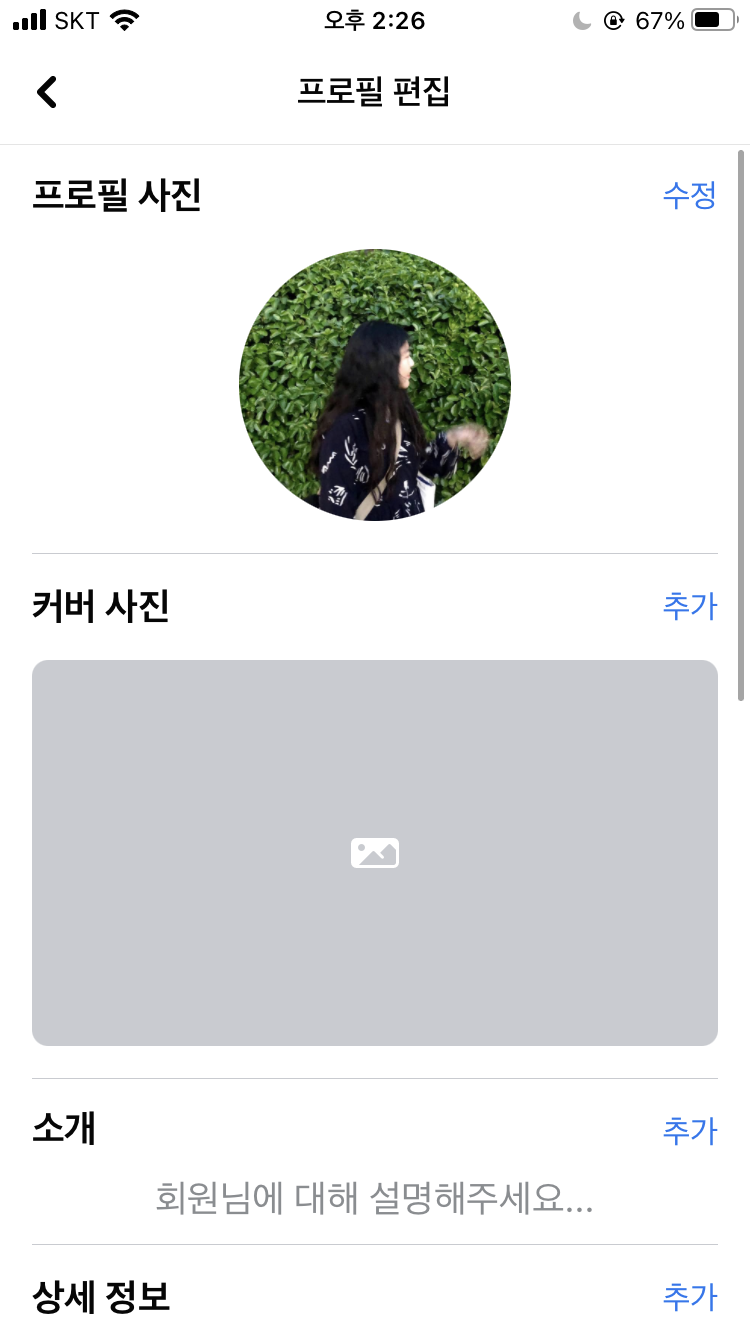 SKT 오후 2:26 67%
프로필 편집
프로필 사진 수정
커버 사진 추가
소개 추가
회원님에 대해 설명해주세요...
상세 정보 추가